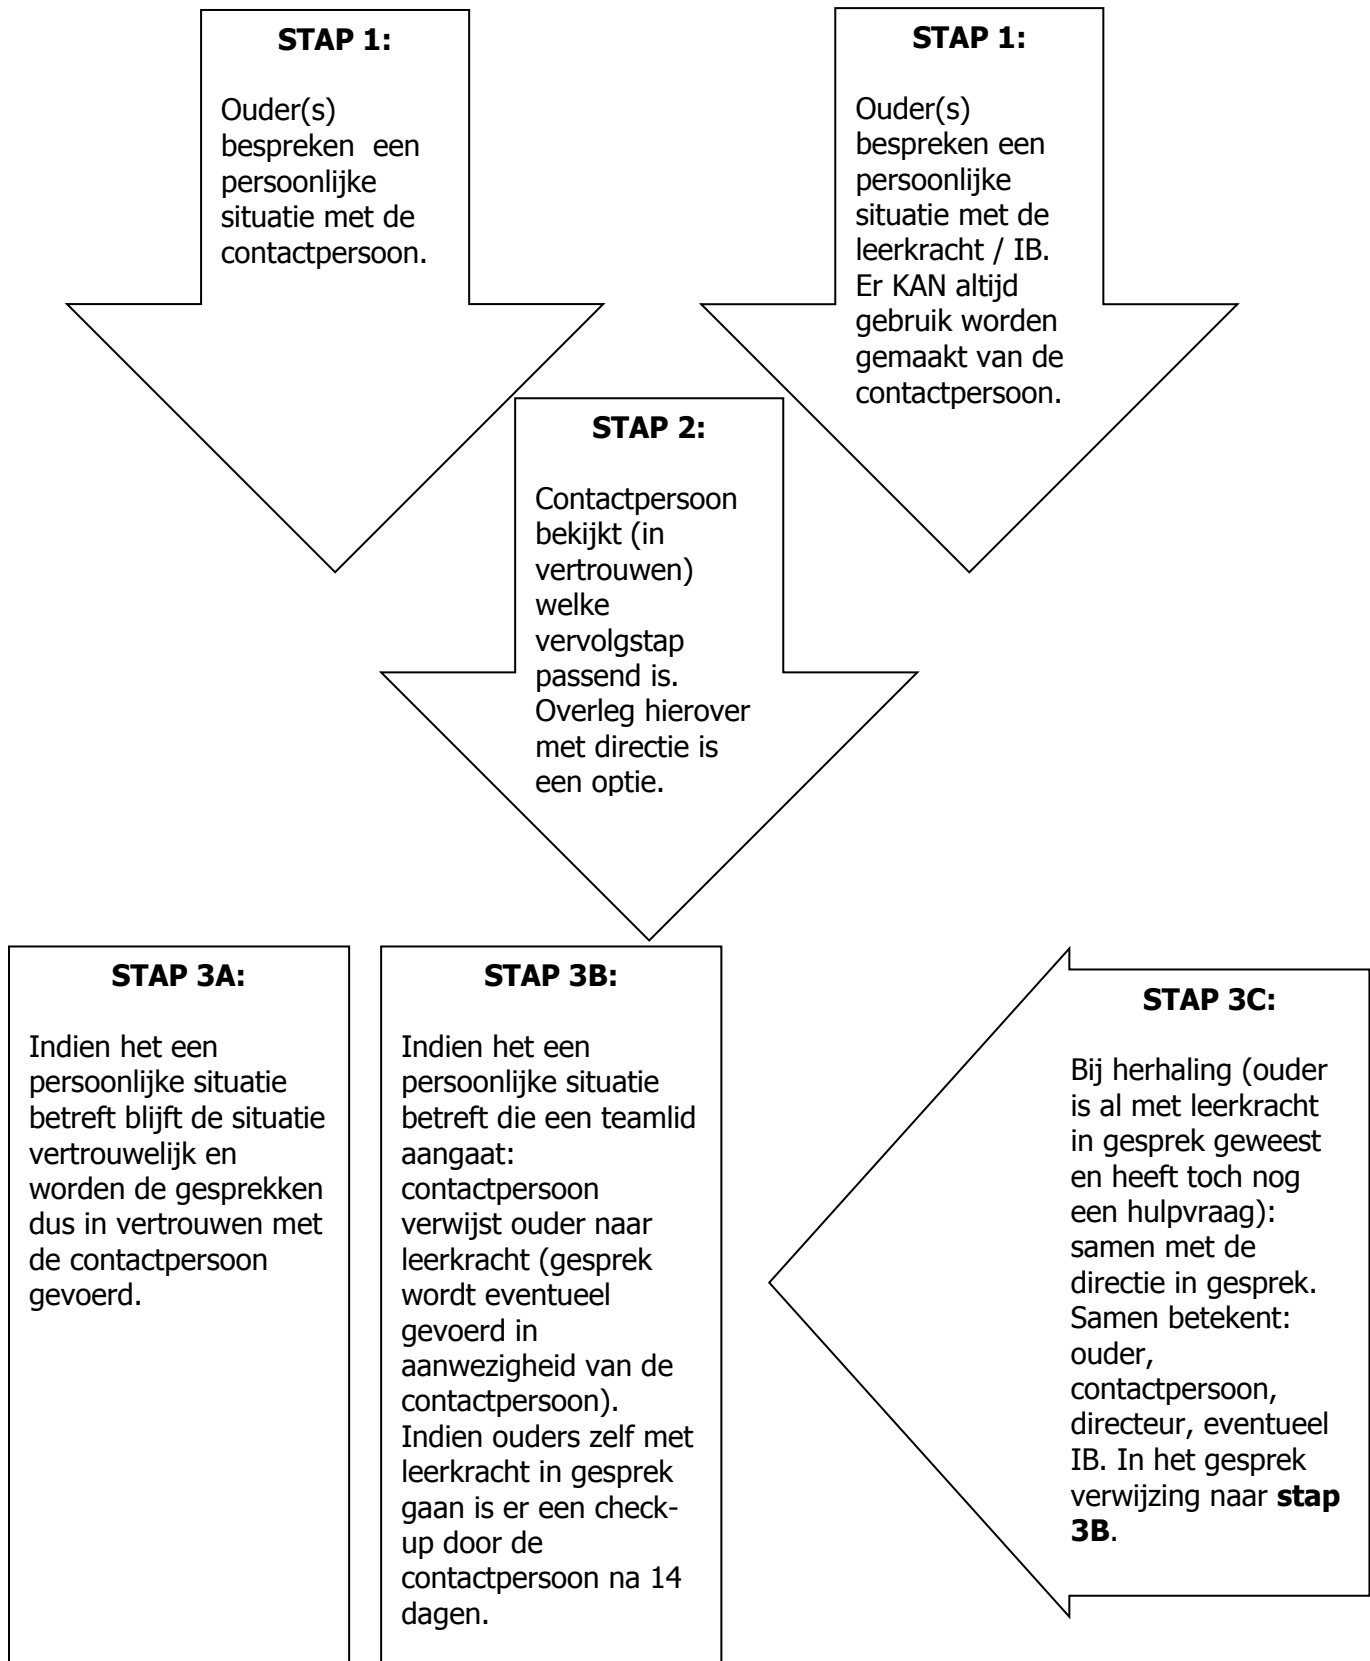 STAP 1:
Ouder(s)
bespreken een
persoonlijke
situatie met de
contactpersoon.
STAP 1:
Ouder(s)
bespreken een
persoonlijke
situatie met de
leerkracht / IB.
Er KAN altijd
gebruik worden
gemaakt van de
contactpersoon.
STAP 2:
Contactpersoon
bekijkt (in
vertrouwen)
welke
vervolgstap
passend is.
Overleg hierover
met directie is
een optie.
STAP 3A:
Indien het een
persoonlijke situatie
betreft blijft de situatie
vertrouwelijk en
worden de gesprekken
dus in vertrouwen met
de contactpersoon
gevoerd.
STAP 3B:
Indien het een
persoonlijke situatie
betreft die een teamlid
aangaat:
contactpersoon
verwijst ouder naar
leerkracht (gesprek
wordt eventueel
gevoerd in
aanwezigheid van de
contactpersoon).
Indien ouders zelf met
leerkracht in gesprek
gaan is er een check-
up door de
contactpersoon na 14
dagen.
STAP 3C:
Bij herhaling (ouder
is al met leerkracht
in gesprek geweest
en heeft toch nog
een hulpvraag):
samen met de
directie in gesprek.
Samen betekent:
ouder,
contactpersoon,
directeur, eventueel
IB. In het gesprek
verwijzing naar stap
3B.